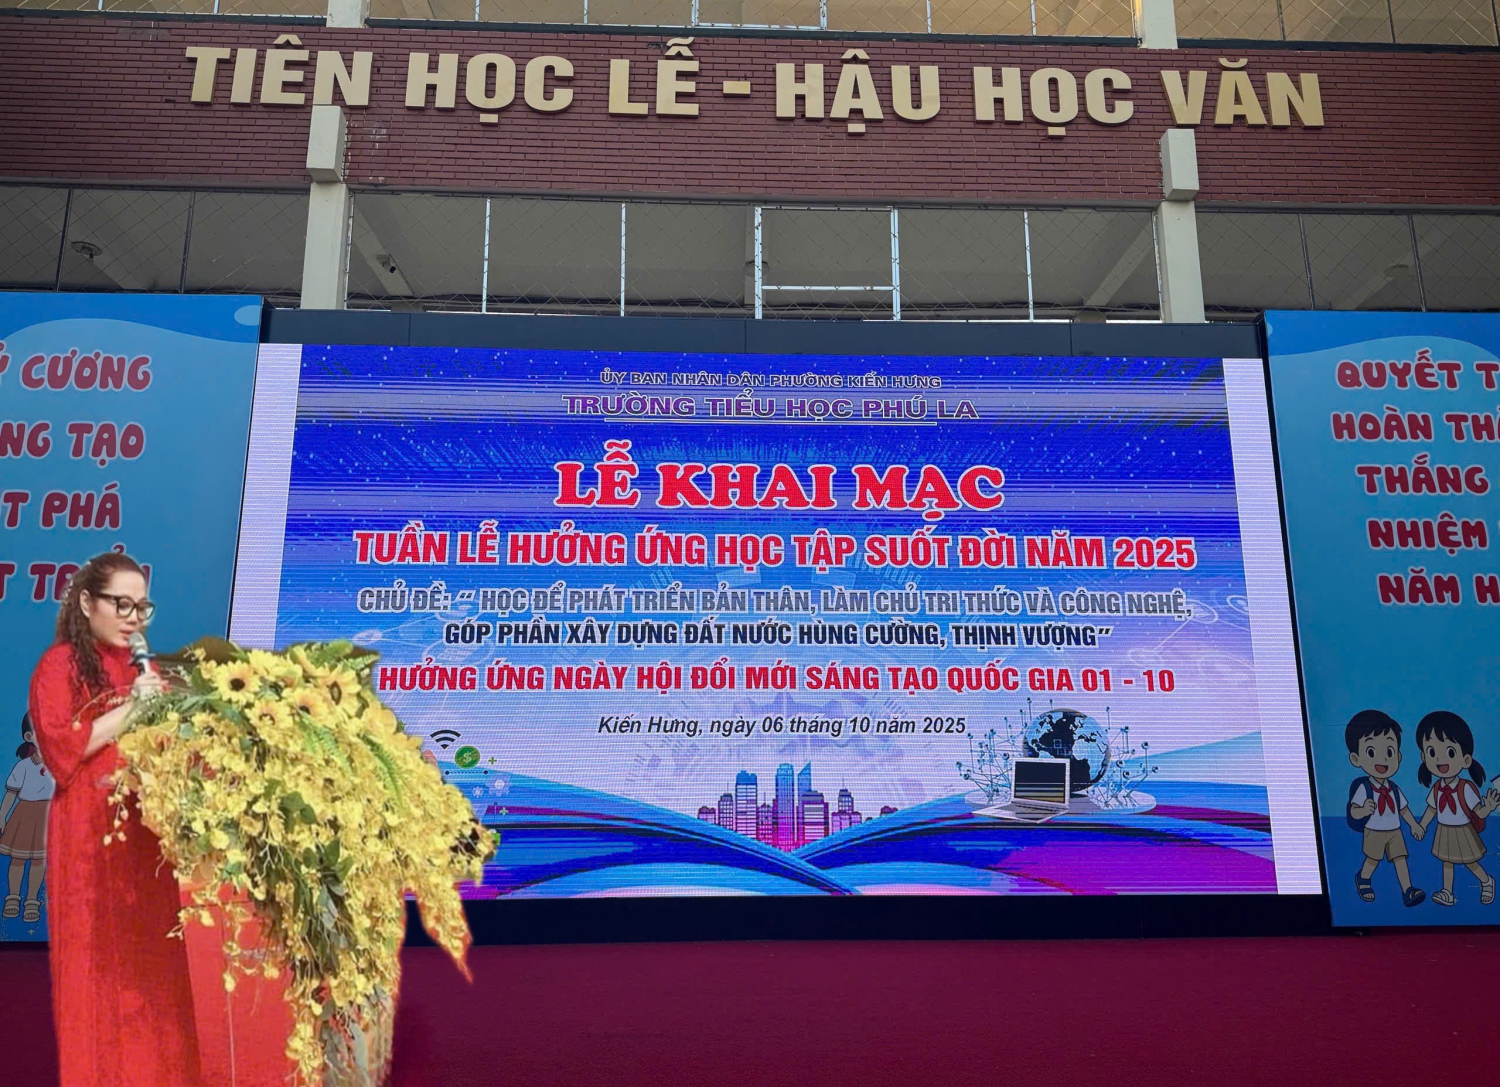 TIÊN HỌC LỄ - HẬU HỌC VĂN
CƯƠNG
TẠO
PHÁ
QUYẾT
HOÀN
THẮNG
NHIỆM
NĂM
ỦY BAN NHÂN DÂN PHƯỜNG KIẾN HƯNG
TRƯỜNG TIỂU HỌC PHÚ LA
LỄ KHAI MẠC
TUẦN LỄ HƯỞNG ỨNG HỌC TẬP SUỐT ĐỜI NĂM 2025
CHỦ ĐỀ: “ HỌC ĐỂ PHÁT TRIỂN BẢN THÂN, LÀM CHỦ TRI THỨC VÀ CÔNG NGHỆ,
GÓP PHẦN XÂY DỰNG ĐẤT NƯỚC HÙNG CƯỜNG, THỊNH VƯỢNG”
HƯỞNG ỨNG NGÀY HỘI ĐỔI MỚI SÁNG TẠO QUỐC GIA 01 - 10
Kiến Hưng, ngày 06 tháng 10 năm 2025